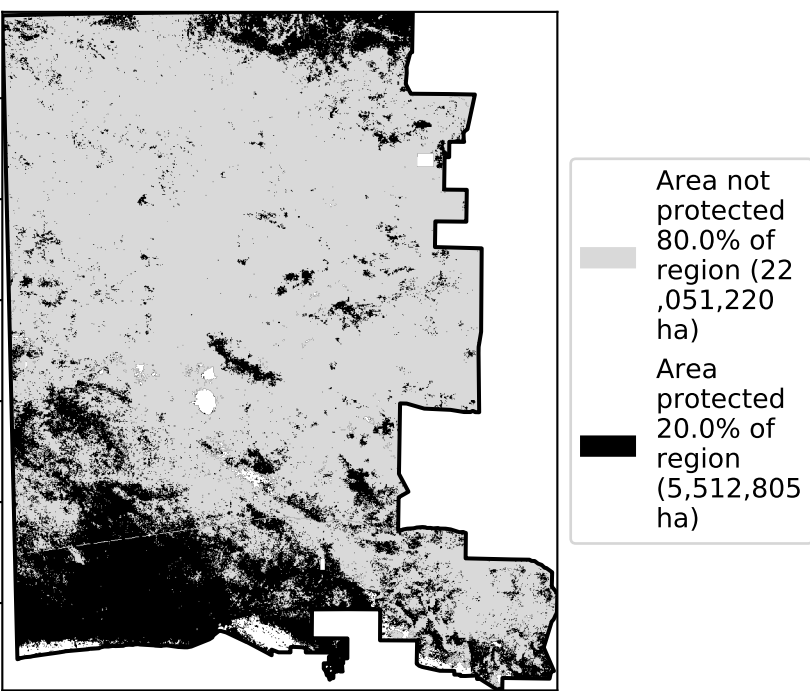 Area not
protected
80.0% of
region (22
,051,220
ha)
Area
protected
20.0% of
region
(5,512,805
ha)